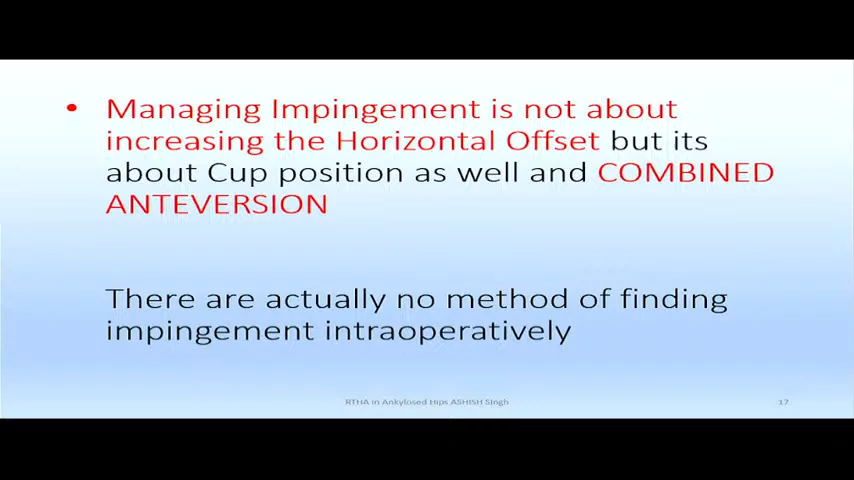 • Managing Impingement is not about
increasing the Horizontal Offset but its
about Cup position as well and COMBINED
ANTEVERSION
There are actually no method of finding
impingement intraoperatively
RTHA in Ankylosed Hips ASHISH Singh
17